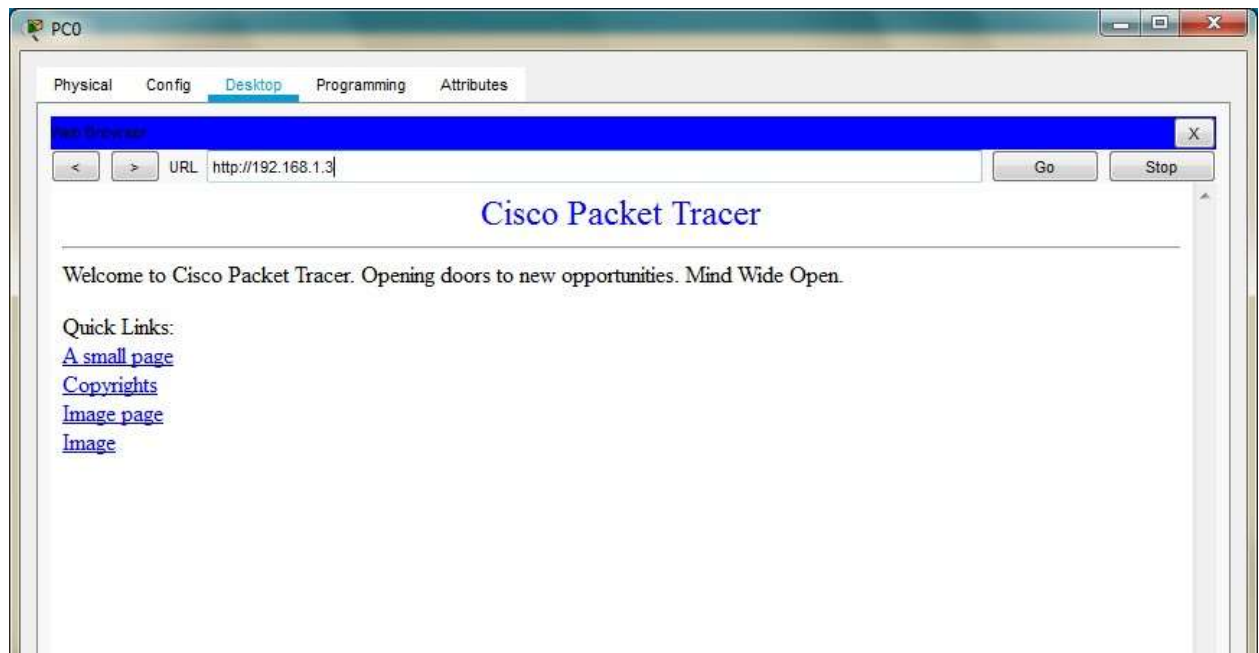 PC0
Physical Config Desktop Programming Attributes
Web Browser
X
< > URL http://192.168.1.3 Go Stop
Cisco Packet Tracer
Welcome to Cisco Packet Tracer. Opening doors to new opportunities. Mind Wide Open.
Quick Links:
A small page
Copyrights
Image page
Image